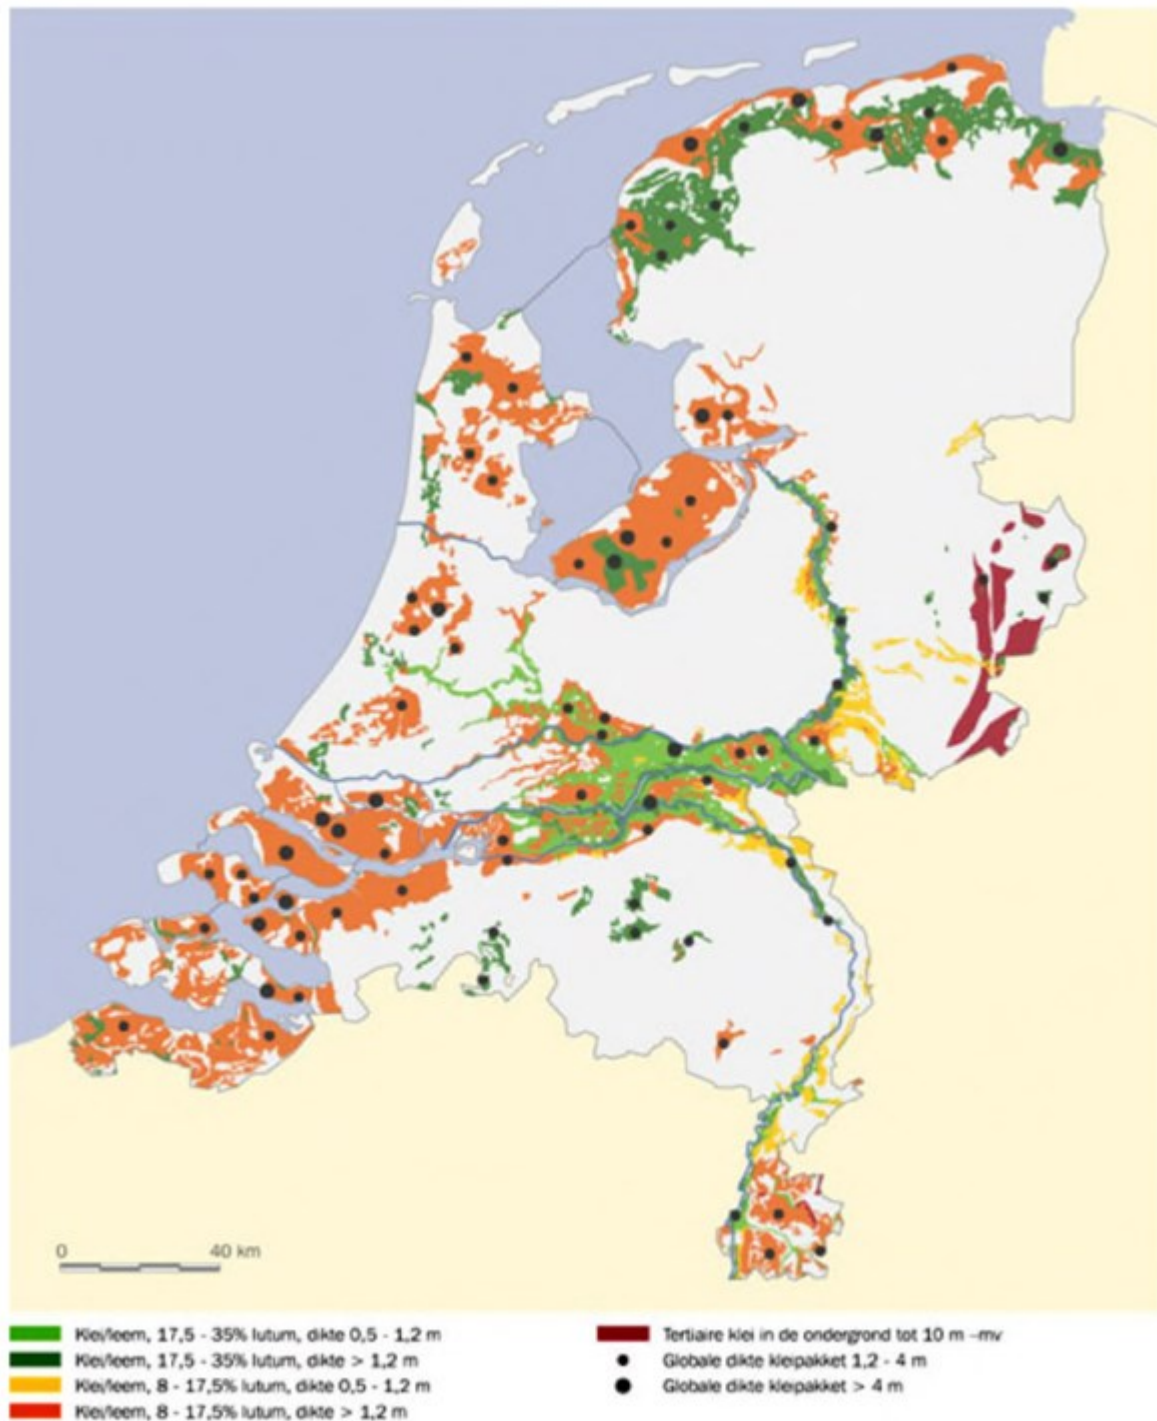 0 40 km
Klei/leem, 17,5 - 35% lutum, dikte 0,5 - 1,2 m
Klei/leem, 17,5 - 35% lutum, dikte > 1,2 m
Klei/leem, 8 - 17,5% lutum, dikte 0,5 - 1,2 m
Klei/leem, 8 - 17,5% lutum, dikte > 1,2 m
Tertiaire klei in de ondergrond tot 10 m -mv
Globale dikte kleipakket 1,2 - 4 m
Globale dikte kleipakket > 4 m